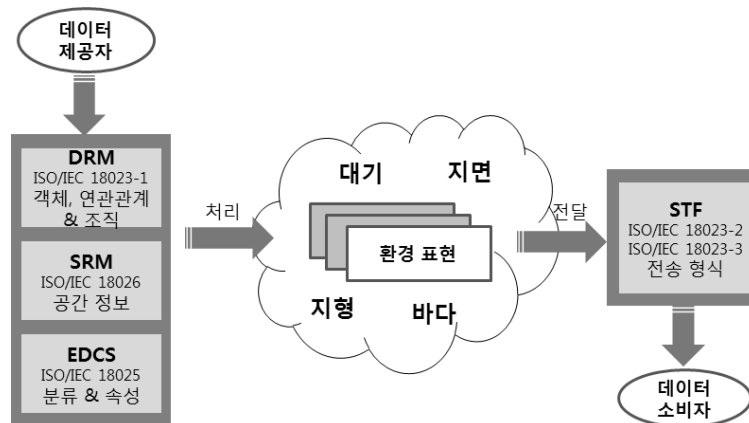 데이터
제공자
DRM
ISO/IEC 18023-1
객체, 연관관계
& 조직
SRM
ISO/IEC 18026
공간 정보
EDCS
ISO/IEC 18025
분류 & 속성
처리
대기
지면
환경 표현
지형
바다
전달
STF
ISO/IEC 18023-2
ISO/IEC 18023-3
전송 형식
데이터
소비자